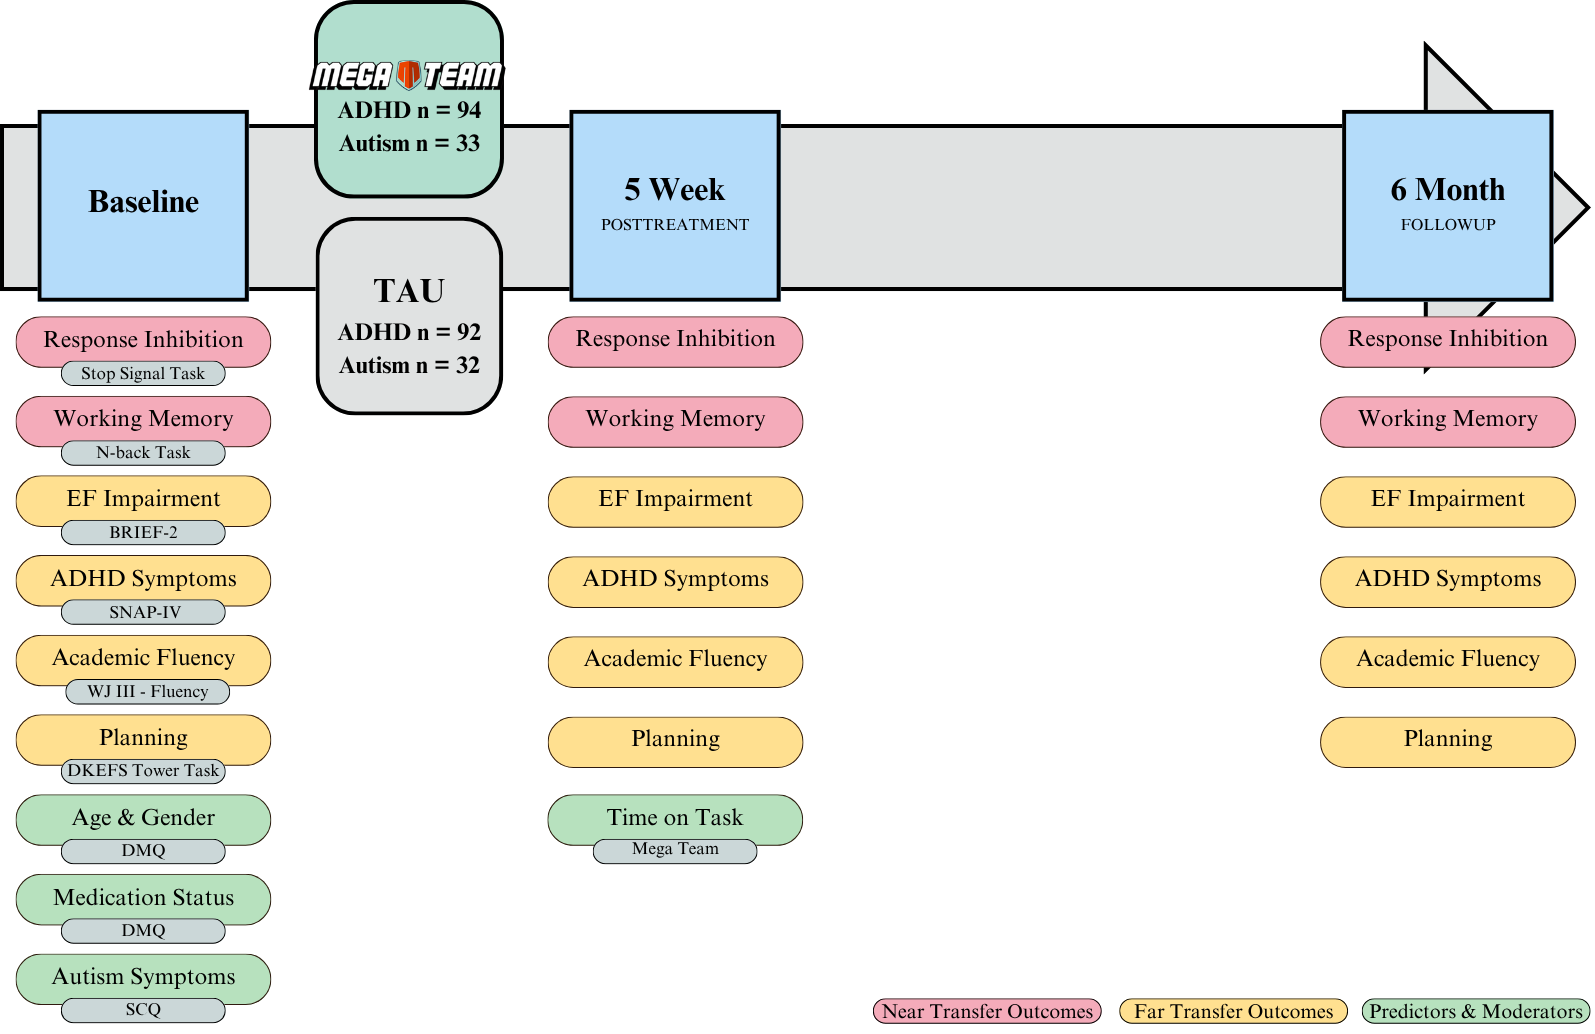 MEGA TEAM
ADHD n = 94
Autism n = 33
Baseline
5 Week
POSTTREATMENT
6 Month
FOLLOWUP
TAU
ADHD n = 92
Autism n = 32
Response Inhibition
Stop Signal Task
Working Memory
N-back Task
EF Impairment
BRIEF-2
ADHD Symptoms
SNAP-IV
Academic Fluency
WJ III - Fluency
Planning
DKEFS Tower Task
Age & Gender
DMQ
Medication Status
DMQ
Autism Symptoms
SCQ
Response Inhibition
Working Memory
EF Impairment
ADHD Symptoms
Academic Fluency
Planning
Time on Task
Mega Team
Response Inhibition
Working Memory
EF Impairment
ADHD Symptoms
Academic Fluency
Planning
Near Transfer Outcomes
Far Transfer Outcomes
Predictors & Moderators